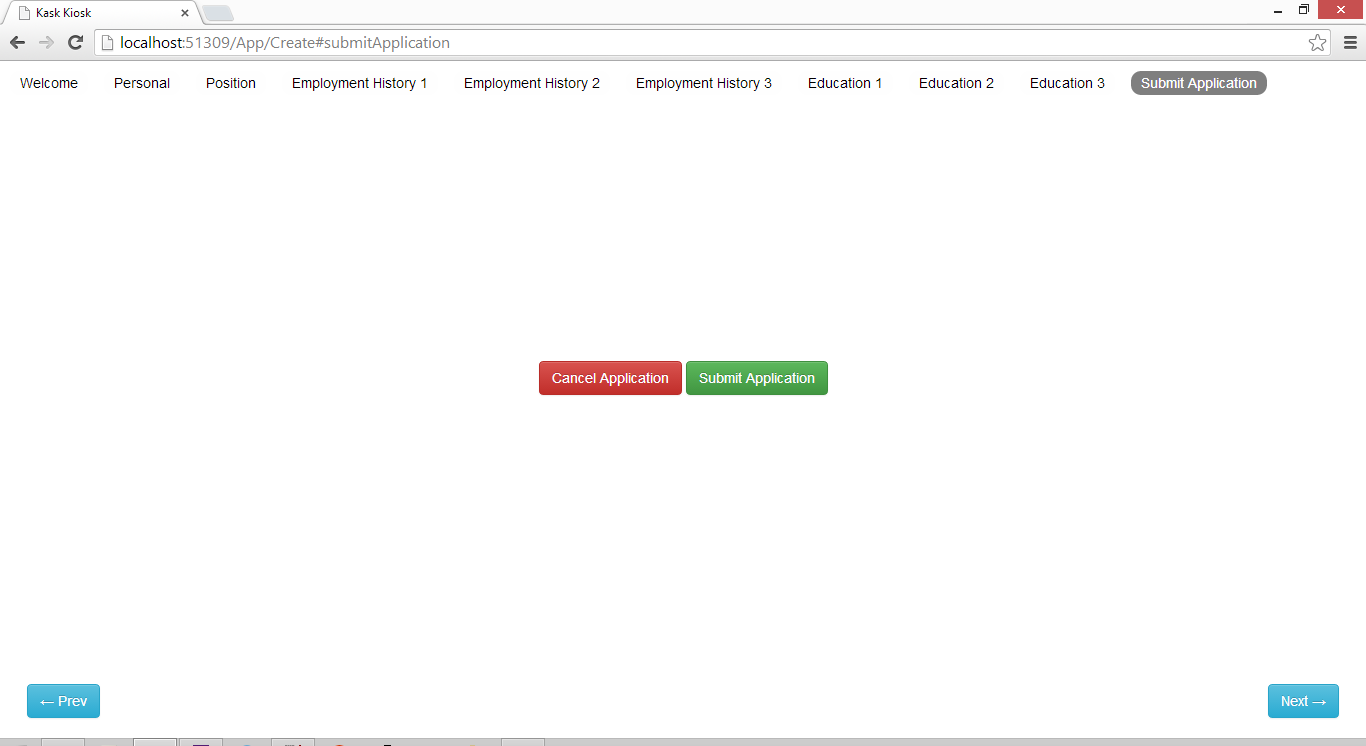 Kask Kiosk
localhost:51309/App/Create#submitApplication
Welcome Personal Position Employment History 1 Employment History 2 Employment History 3 Education 1 Education 2 Education 3 Submit Application
Cancel Application Submit Application
← Prev Next →